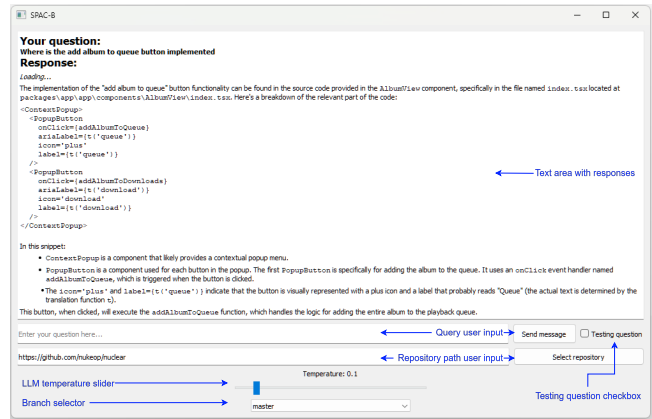 SPAC-B
Your question:
Where is the add album to queue button implemented
Response:
Loading...
The implementation of the "add album to queue" button functionality can be found in the source code provided in the AlbumView component, specifically in the file named index.tsx located at
packages\app\app\components\AlbumView\index.tsx. Here's a breakdown of the relevant part of the code:
<ContextPopup>
<PopupButton
onClick={addAlbumToQueue}
ariaLabel={t('queue')}
icon='plus'
label={t('queue')}
/>
<PopupButton
onClick={addAlbumToDownloads}
ariaLabel={t('download')}
icon='download'
label={t('download')}
/>
</ContextPopup>
Text area with responses
In this snippet:
• ContextPopup is a component that likely provides a contextual popup menu.
• PopupButton is a component used for each button in the popup. The first PopupButton is specifically for adding the album to the queue. It uses an onClick event handler named
addAlbumToQueue, which is triggered when the button is clicked.
• The icon='plus' and label={t('queue')} indicate that the button is visually represented with a plus icon and a label that probably reads "Queue" (the actual text is determined by the
translation function t).
This button, when clicked, will execute the addAlbumToQueue function, which handles the logic for adding the entire album to the playback queue.
Enter your question here... Query user input Send message Testing question
https://github.com/nukeop/nuclear Repository path user input Select repository
Temperature: 0.1
LLM temperature slider
Testing question checkbox
Branch selector master